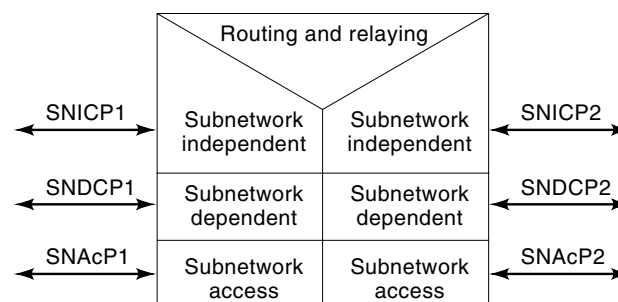 Routing and relaying
SNICP1
Subnetwork
independent
Subnetwork
independent
SNICP2
SNDCP1
Subnetwork
dependent
Subnetwork
dependent
SNDCP2
SNAcP1
Subnetwork
access
Subnetwork
access
SNAcP2